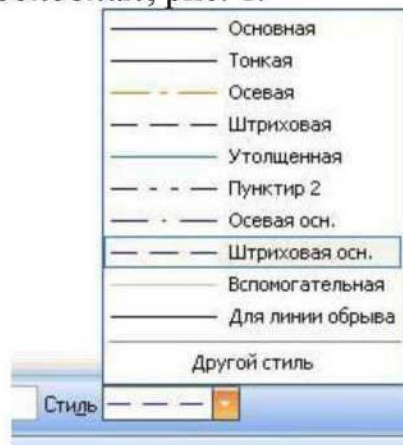 Основная
Тонкая
Осевая
Штриховая
Утолщенная
Пунктир 2
Осевая осн.
Штриховая осн.
Вспомогательная
Для линии обрыва
Другой стиль
Стиль